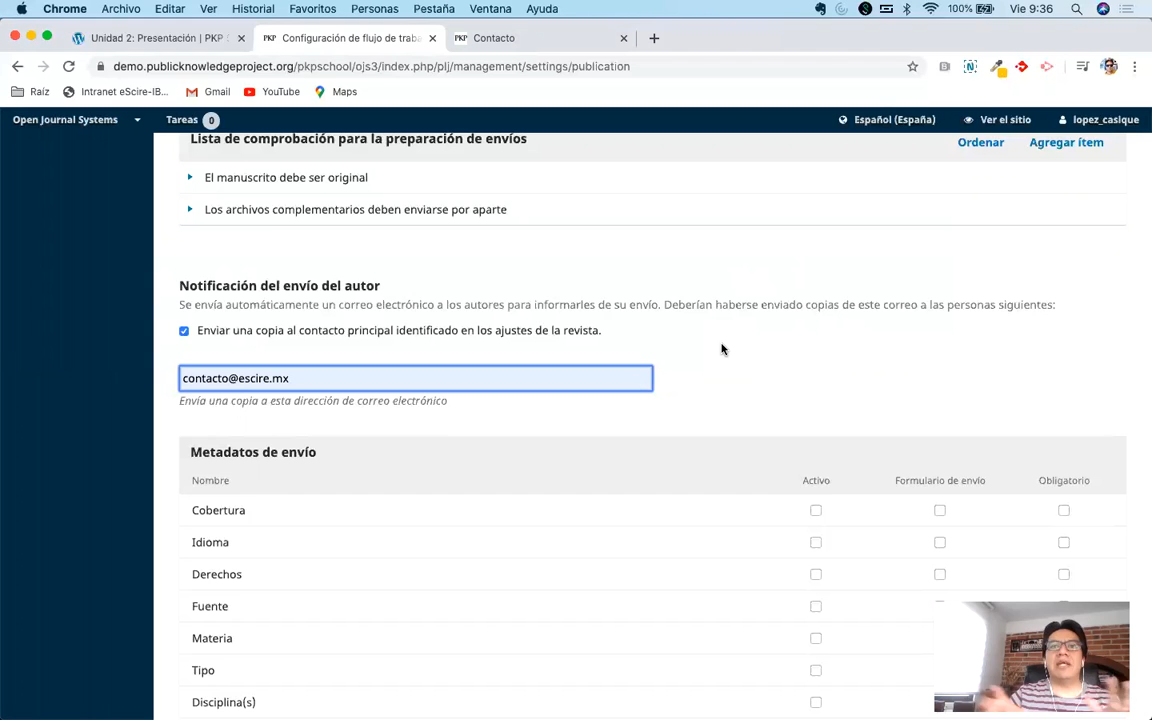 Chrome Archivo Editar Ver Historial Favoritos Personas Pestaña Ventana Ayuda 100% Vie 9:36
Unidad 2: Presentación | PKP Configuración de flujo de trab PKP Contacto
demo.publicknowledgeproject.org/pkpschool/ojs3/index.php/plj/management/settings/publication
Raíz Intranet eScire-IB... Gmail YouTube Maps
Open Journal Systems Tareas 0 Español (España) Ver el sitio lopez_casique
Lista de comprobación para la preparación de envíos Ordenar Agregar ítem
El manuscrito debe ser original
Los archivos complementarios deben enviarse por aparte
Notificación del envío del autor
Se envía automáticamente un correo electrónico a los autores para informarles de su envío. Deberían haberse enviado copias de este correo a las personas siguientes:
Enviar una copia al contacto principal identificado en los ajustes de la revista.
contacto@escire.mx
Envía una copia a esta dirección de correo electrónico
Metadatos de envío
Nombre Activo Formulario de envío Obligatorio
Cobertura
Idioma
Derechos
Fuente
Materia
Tipo
Disciplina(s)